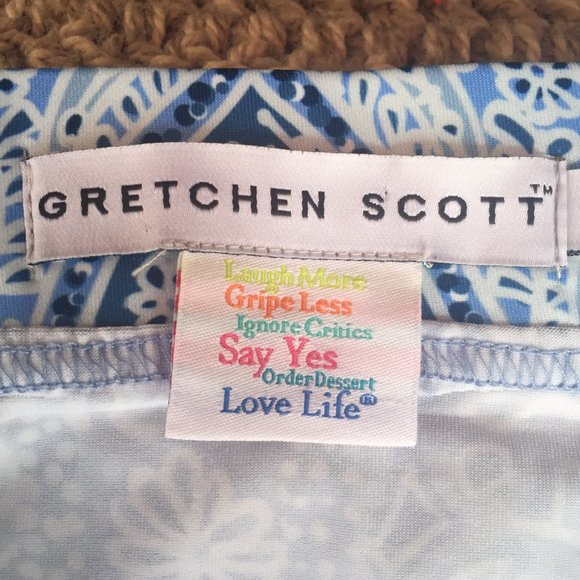 GRETCHEN SCOTT™
Laugh More
Gripe Less
Ignore Critics
Say Yes
Order Dessert
Love Life®